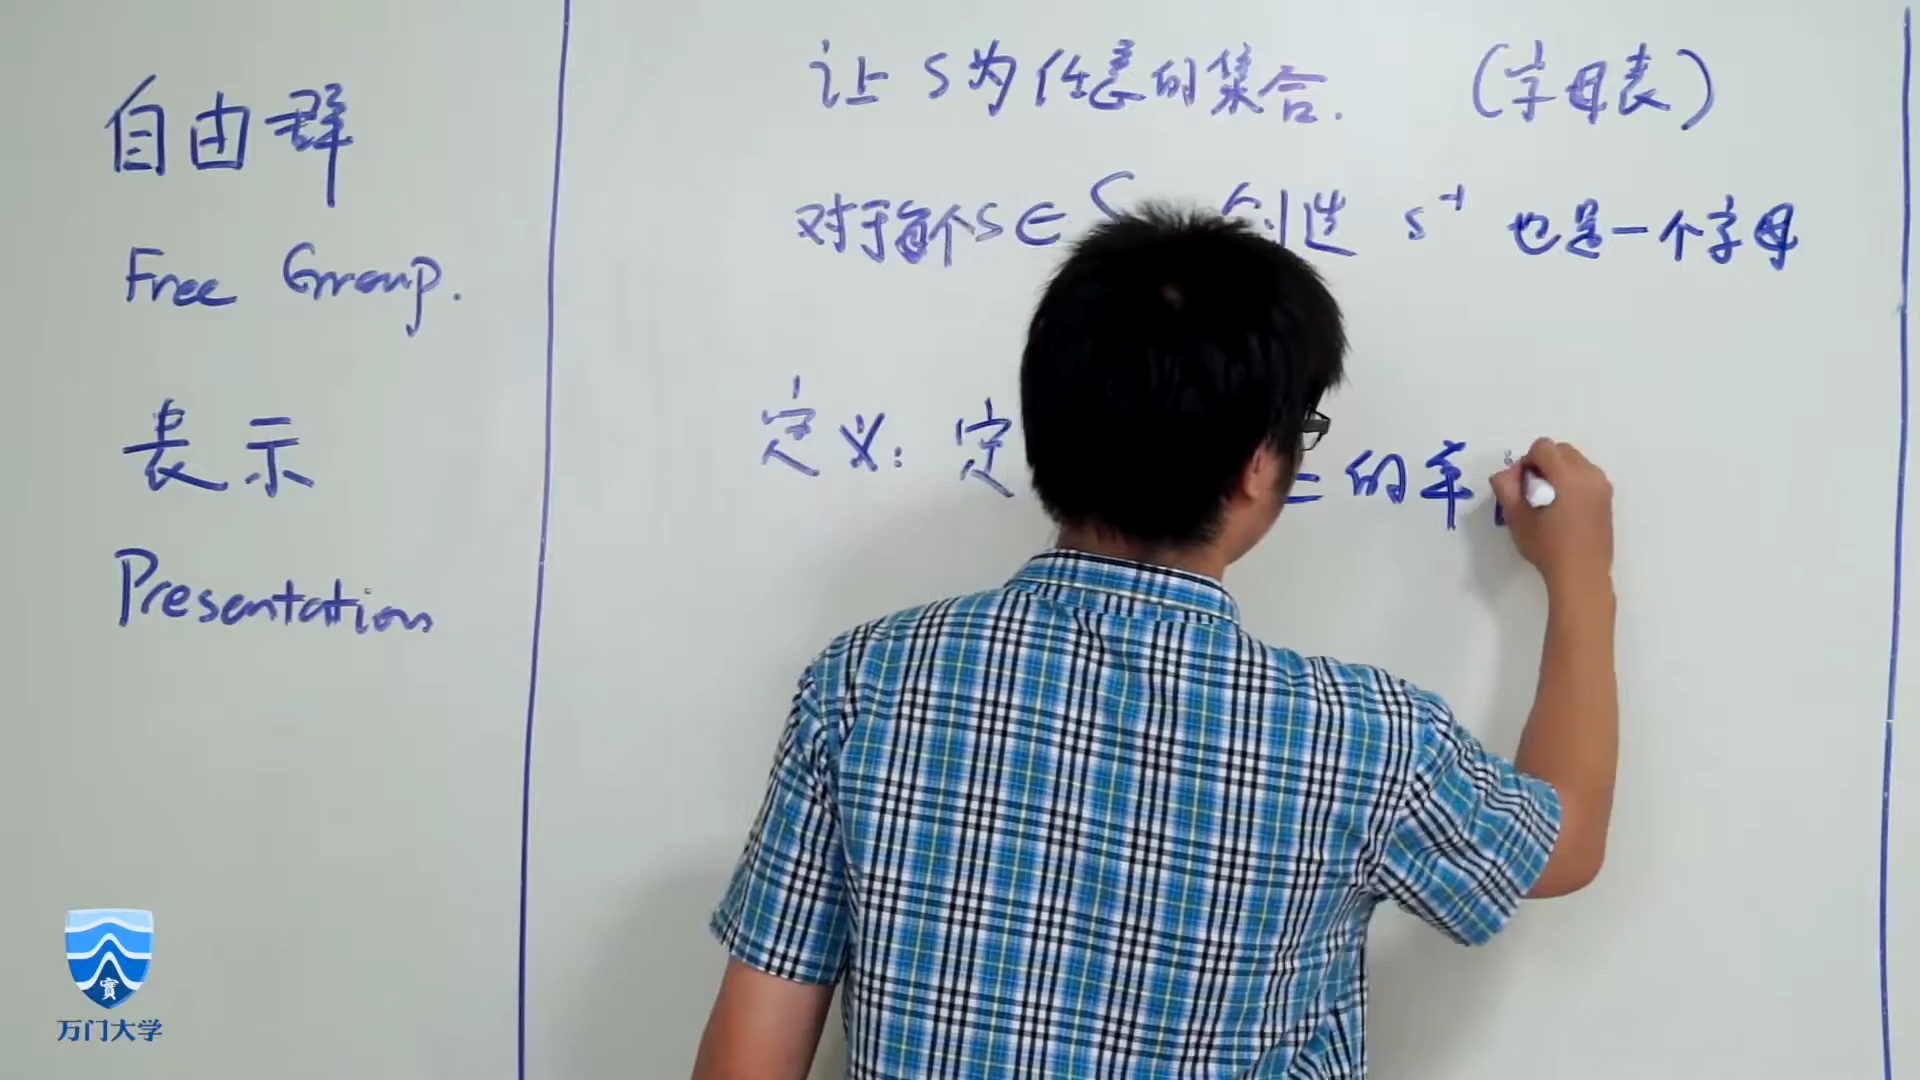 自由群
Free Group.
表示
Presentation
让 S 为 任意的集合. (字母表)
对于每个 s ∈ S 创造 s⁻¹ 也是一个字母
定义: 定 的
寳
万门大学